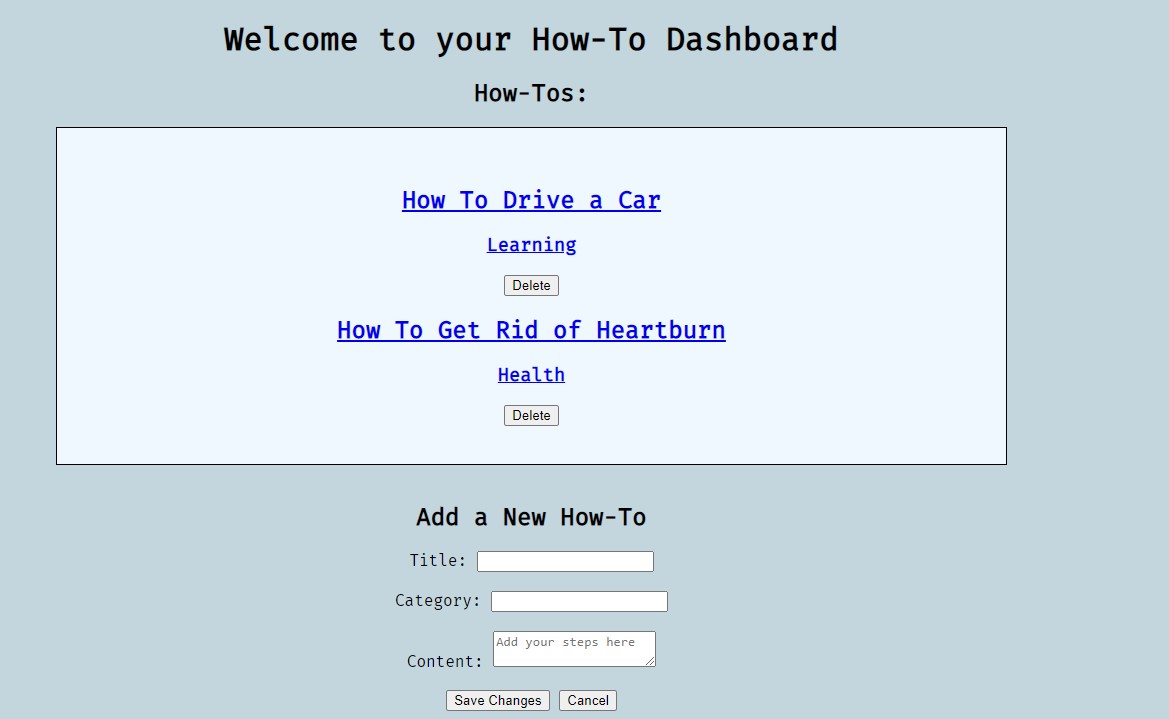 Welcome to your How-To Dashboard
How-Tos:
How To Drive a Car
Learning
Delete
How To Get Rid of Heartburn
Health
Delete
Add a New How-To
Title:
Category:
Content: Add your steps here
Save Changes Cancel